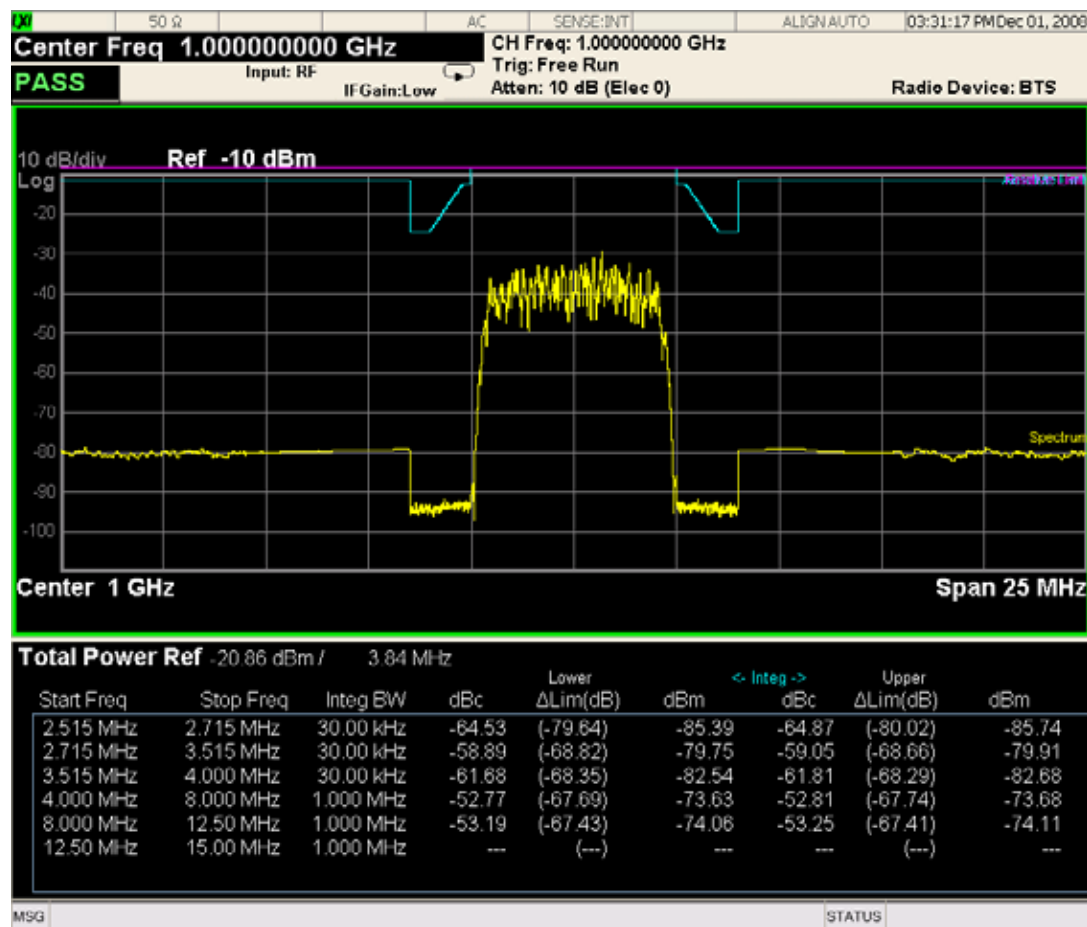 LXI 50 Ω AC SENSE:INT ALIGN AUTO 03:31:17 PM Dec 01, 2008
Center Freq 1.000000000 GHz CH Freq: 1.000000000 GHz
Trig: Free Run
PASS Input: RF IFGain:Low Atten: 10 dB (Elec 0) Radio Device: BTS
10 dB/div Ref -10 dBm
Log
Absolute Limit
-20
-30
-40
-50
-60
-70
Spectrum
-80
-90
-100
Center 1 GHz Span 25 MHz
Total Power Ref -20.86 dBm / 3.84 MHz
Lower <- Integ -> Upper
Start Freq Stop Freq Integ BW dBc ΔLim(dB) dBm dBc ΔLim(dB) dBm
2.515 MHz 2.715 MHz 30.00 kHz -64.53 (-79.64) -85.39 -64.87 (-80.02) -85.74
2.715 MHz 3.515 MHz 30.00 kHz -58.89 (-68.82) -79.75 -59.05 (-68.66) -79.91
3.515 MHz 4.000 MHz 30.00 kHz -61.68 (-68.35) -82.54 -61.81 (-68.29) -82.68
4.000 MHz 8.000 MHz 1.000 MHz -52.77 (-67.69) -73.63 -52.81 (-67.74) -73.68
8.000 MHz 12.50 MHz 1.000 MHz -53.19 (-67.43) -74.06 -53.25 (-67.41) -74.11
12.50 MHz 15.00 MHz 1.000 MHz --- (---) --- --- (---) ---
MSG STATUS